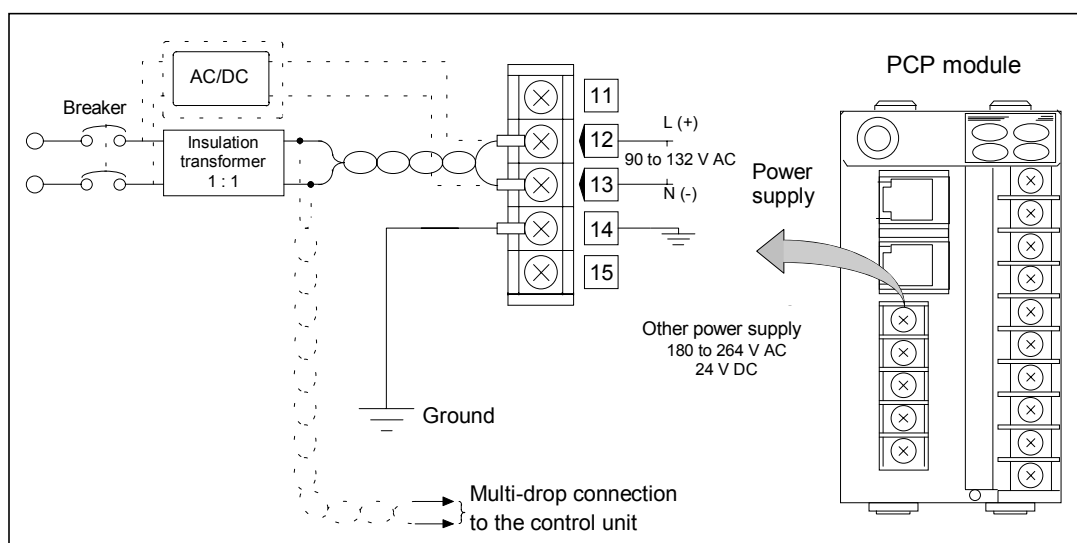 PCP module
AC/DC
Breaker
Insulation
transformer
1 : 1
11
12
13
14
15
L (+)
90 to 132 V AC
N (-)
Power
supply
Other power supply
180 to 264 V AC
24 V DC
Ground
Multi-drop connection
to the control unit